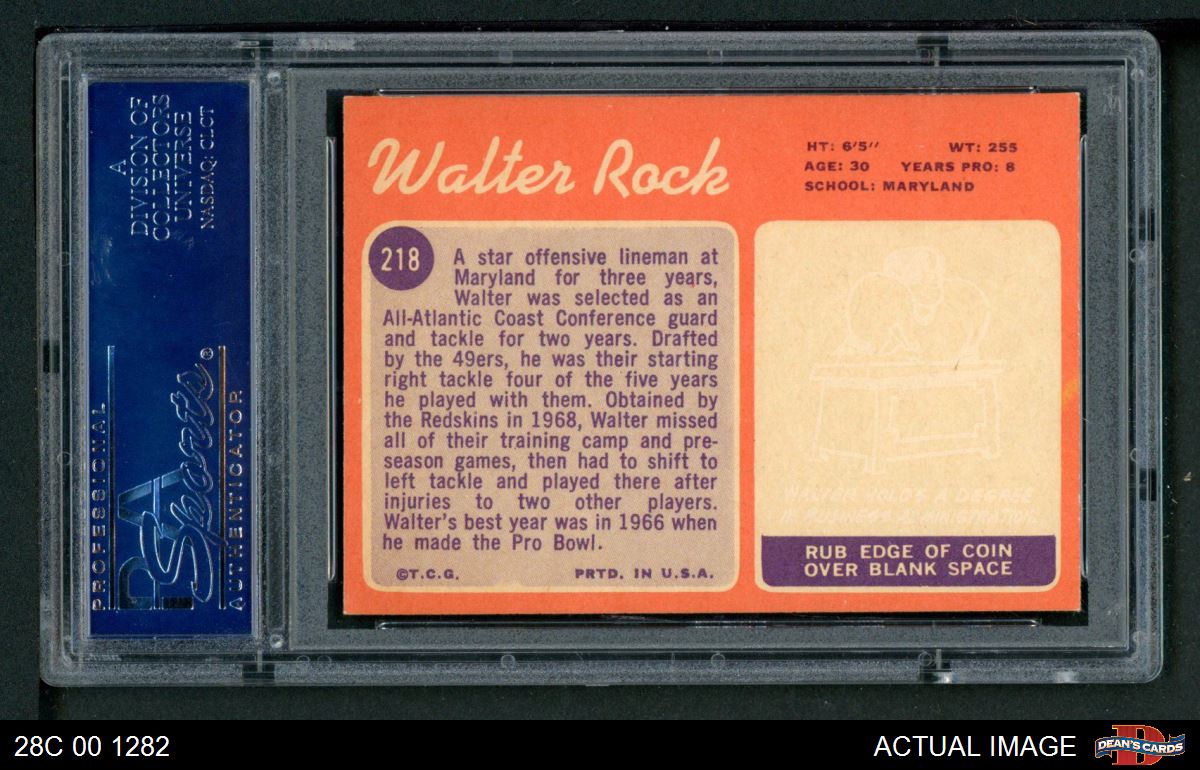 A
DIVISION OF
COLLECTORS
UNIVERSE
NASDAQ: CLCT
PROFESSIONAL
PSA
Sports®
AUTHENTICATOR
Walter Rock
HT: 6'5″ WT: 255
AGE: 30 YEARS PRO: 8
SCHOOL: MARYLAND
218
A star offensive lineman at
Maryland for three years,
Walter was selected as an
All-Atlantic Coast Conference guard
and tackle for two years. Drafted
by the 49ers, he was their starting
right tackle four of the five years
he played with them. Obtained by
the Redskins in 1968, Walter missed
all of their training camp and pre-
season games, then had to shift to
left tackle and played there after
injuries to two other players.
Walter's best year was in 1966 when
he made the Pro Bowl.
©T.C.G. PRTD. IN U.S.A.
WALTER HOLDS A DEGREE
IN BUSINESS ADMINISTRATION
RUB EDGE OF COIN
OVER BLANK SPACE
28C 00 1282
ACTUAL IMAGE
D
DEAN'S CARDS